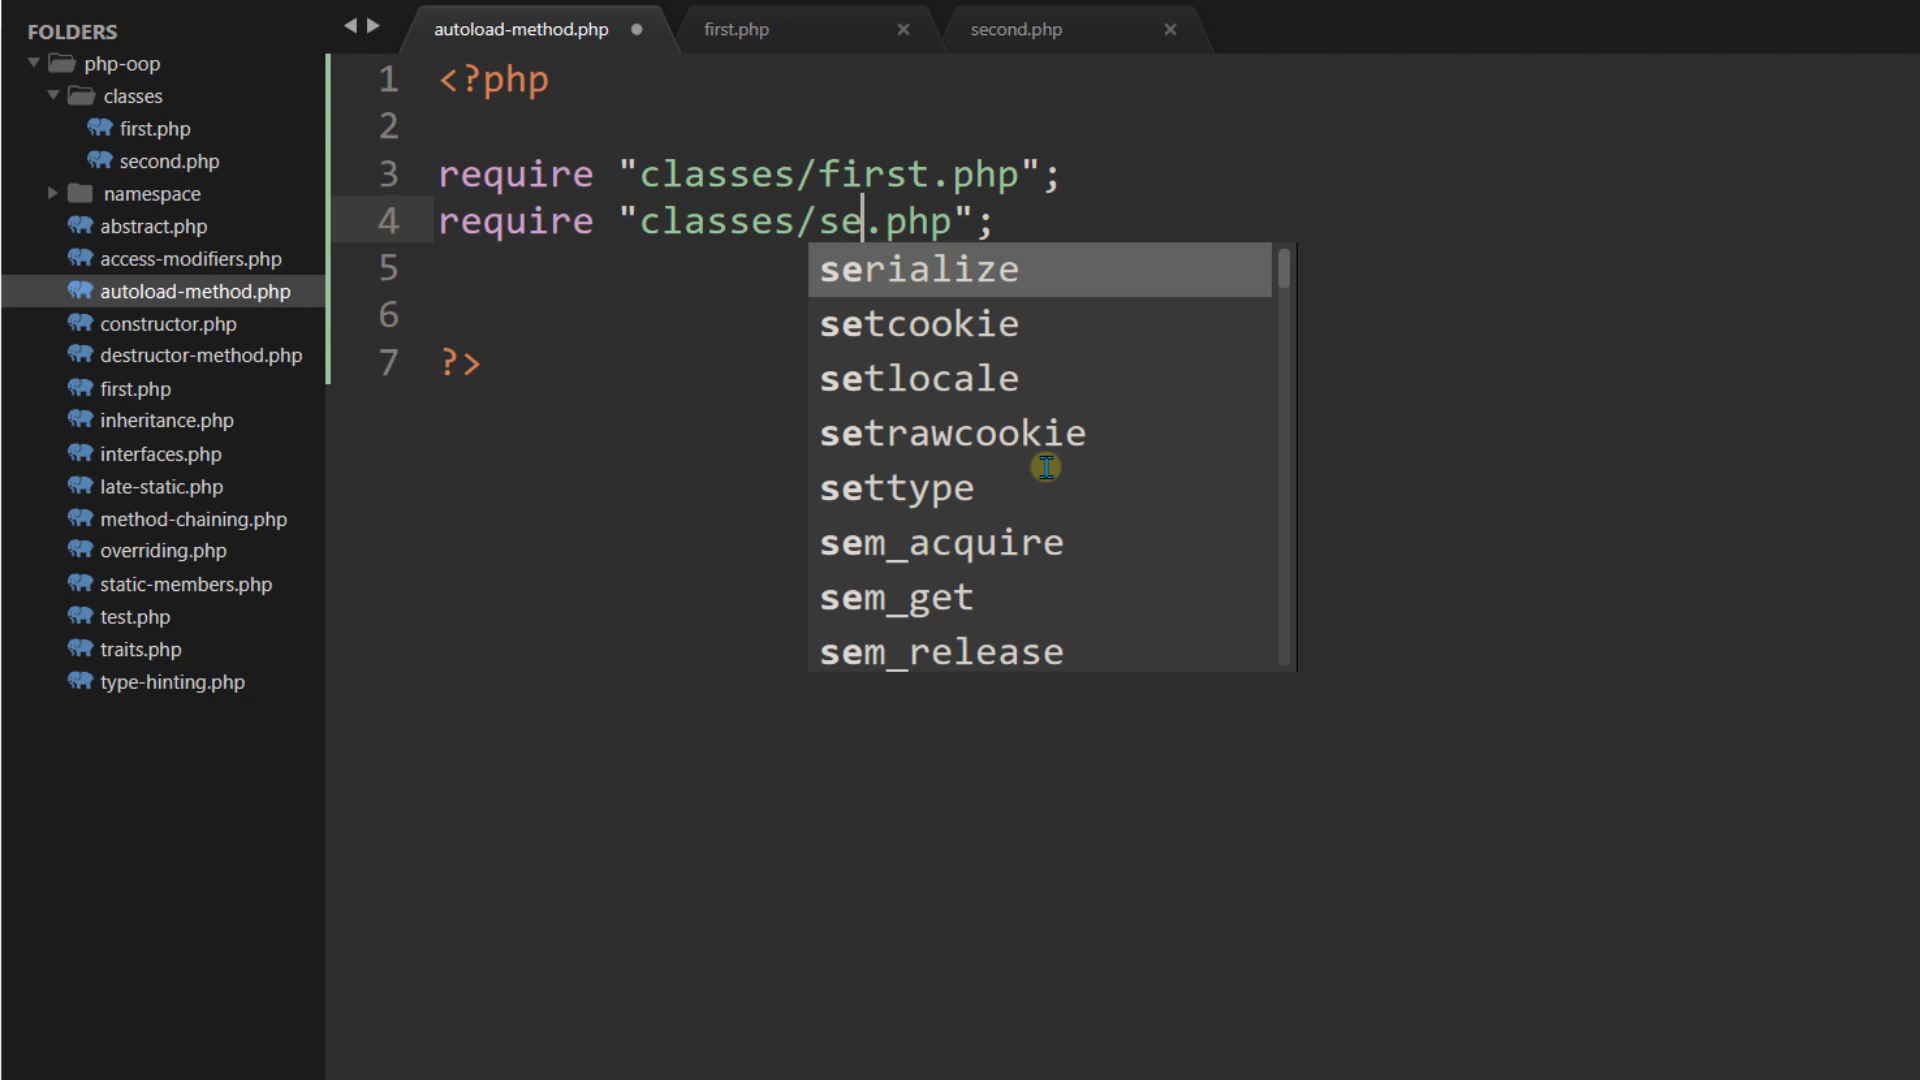 FOLDERS
php-oop
classes
first.php
second.php
namespace
abstract.php
access-modifiers.php
autoload-method.php
constructor.php
destructor-method.php
first.php
inheritance.php
interfaces.php
late-static.php
method-chaining.php
overriding.php
static-members.php
test.php
traits.php
type-hinting.php
autoload-method.php
first.php
second.php
1 <?php
2
3 require "classes/first.php";
4 require "classes/se.php";
5
6
7 ?>
serialize
setcookie
setlocale
setrawcookie
settype
sem_acquire
sem_get
sem_release